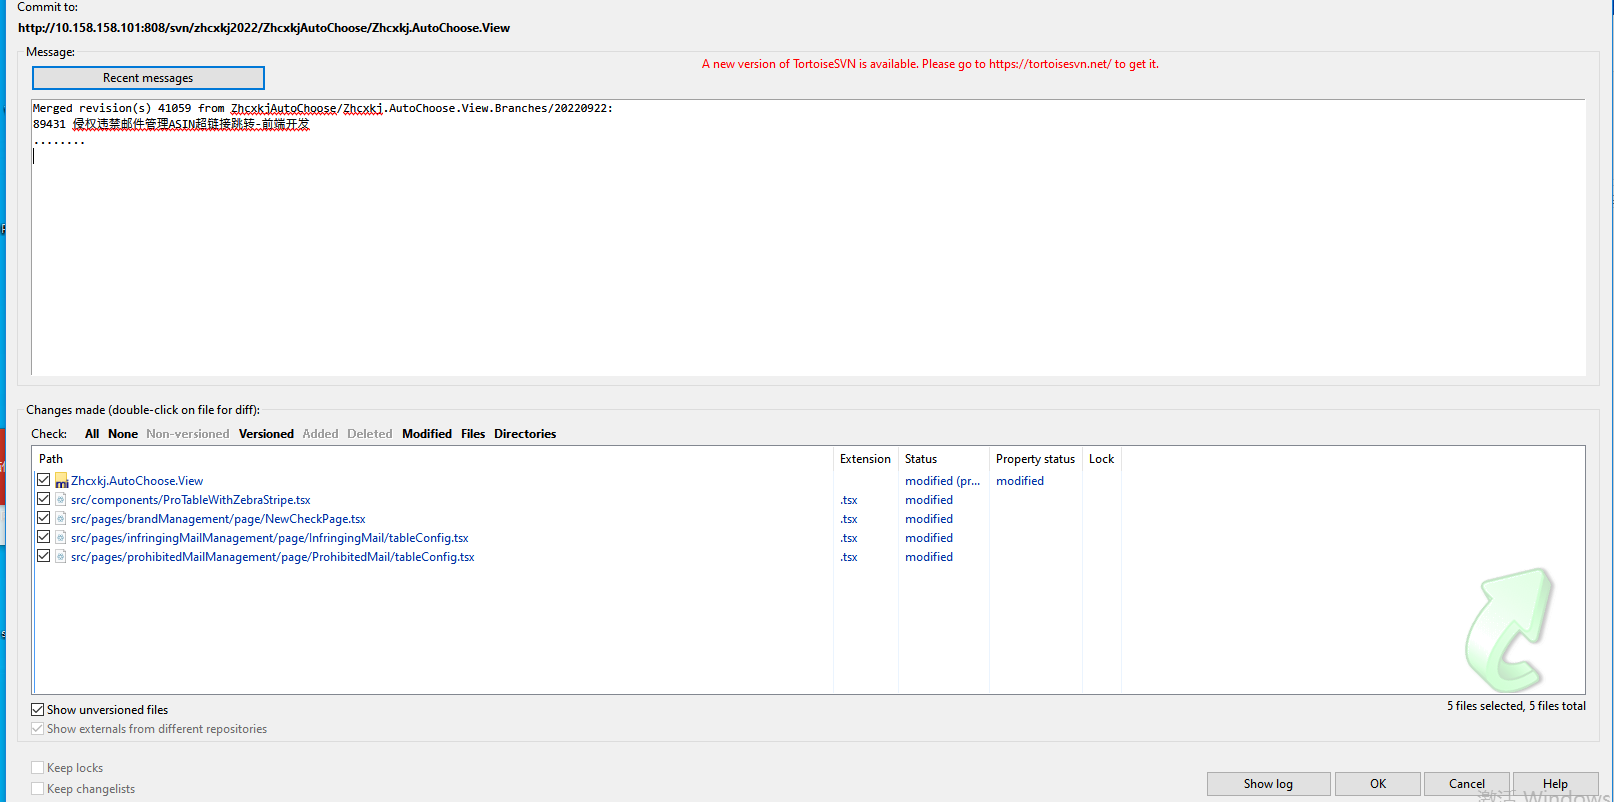 Commit to:
http://10.158.158.101:808/svn/zhcxkj2022/ZhcxkjAutoChoose/Zhcxkj.AutoChoose.View
Message:
Recent messages
A new version of TortoiseSVN is available. Please go to https://tortoisesvn.net/ to get it.
Merged revision(s) 41059 from ZhcxkjAutoChoose/Zhcxkj.AutoChoose.View.Branches/20220922:
89431 侵权违禁邮件管理ASIN超链接跳转-前端开发
........
Changes made (double-click on file for diff):
Check: All None Non-versioned Versioned Added Deleted Modified Files Directories
Path Extension Status Property status Lock
Zhcxkj.AutoChoose.View modified (pr... modified
src/components/ProTableWithZebraStripe.tsx .tsx modified
src/pages/brandManagement/page/NewCheckPage.tsx .tsx modified
src/pages/infringingMailManagement/page/InfringingMail/tableConfig.tsx .tsx modified
src/pages/prohibitedMailManagement/page/ProhibitedMail/tableConfig.tsx .tsx modified
Show unversioned files
5 files selected, 5 files total
Show externals from different repositories
Keep locks
Keep changelists
Show log OK Cancel Help
激活 Windows